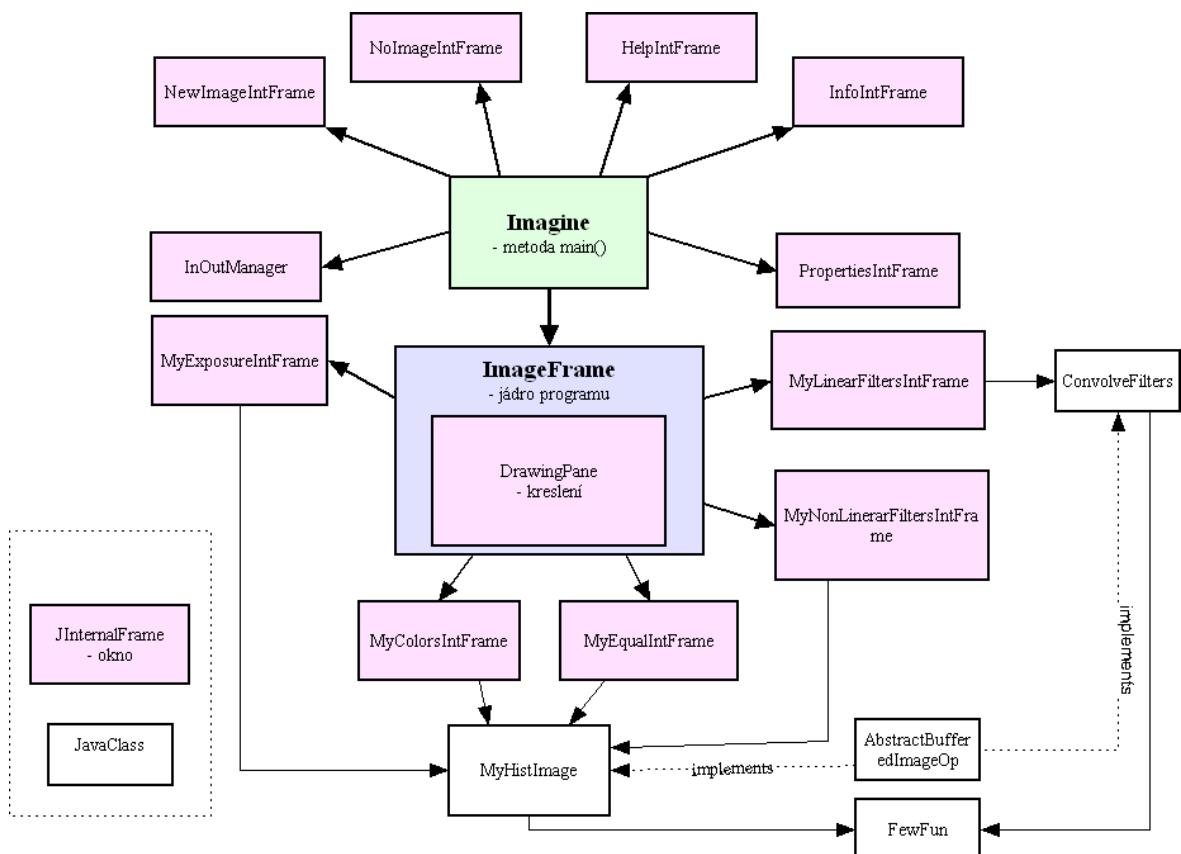 NoImageIntFrame
HelpIntFrame
NewImageIntFrame
InfoIntFrame
Imagine
- metoda main()
InOutManager
PropertiesIntFrame
MyExposureIntFrame
ImageFrame
- jádro programu
MyLinearFiltersIntFrame
ConvolveFilters
DrawingPane
- kreslení
MyNonLinerarFiltersIntFra
me
JInternalFrame
- okno
MyColorsIntFrame
MyEqualIntFrame
implements
JavaClass
MyHistImage
implements
AbstractBuffer
edImageOp
FewFun